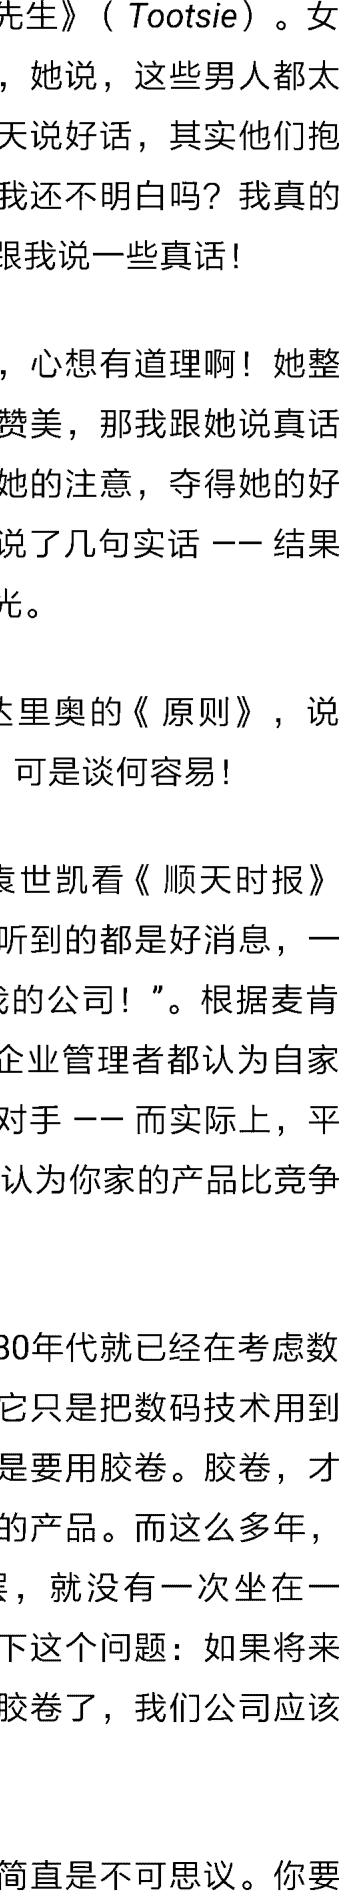 先生》（ Tootsie）。女
，她说，这些男人都太
天说好话，其实他们抱
我还不明白吗？我真的
跟我说一些真话！
，心想有道理啊！她整
赞美，那我跟她说真话
她的注意，夺得她的好
说了几句实话 —— 结果
光。
达里奥的《 原则》，说
可是谈何容易！
袁世凯看《 顺天时报》
听到的都是好消息，一
我的公司！”。根据麦肯
企业管理者都认为自家
对手 —— 而实际上，平
认为你家的产品比竞争
80年代就已经在考虑数
它只是把数码技术用到
是要用胶卷。胶卷，才
的产品。而这么多年，
层，就没有一次坐在一
下这个问题：如果将来
胶卷了，我们公司应该
简直是不可思议。你要